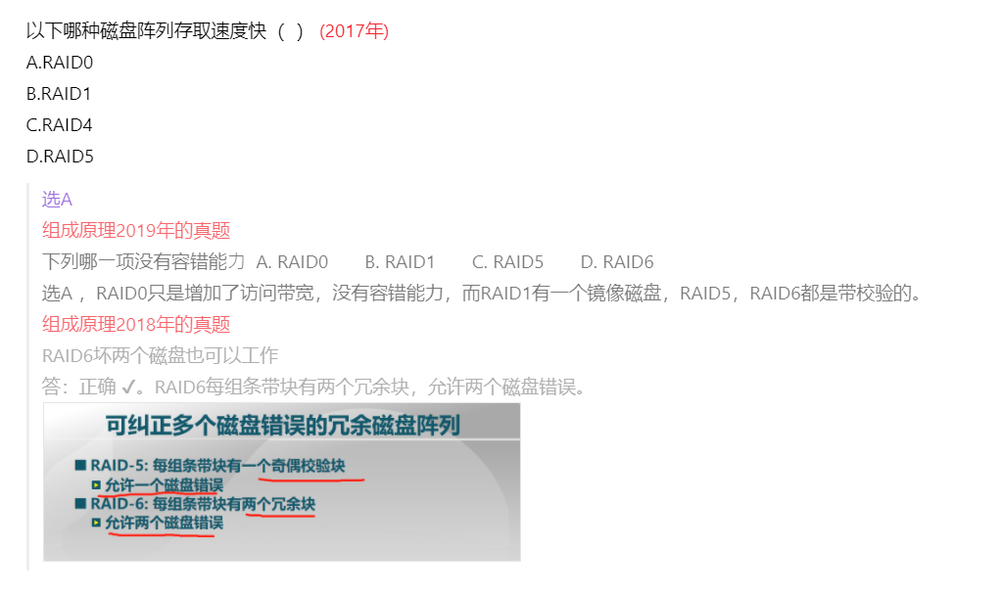 以下哪种磁盘阵列存取速度快（ ） (2017年)
A.RAID0
B.RAID1
C.RAID4
D.RAID5
选A
组成原理2019年的真题
下列哪一项没有容错能力 A. RAID0 B. RAID1 C. RAID5 D. RAID6
选A ，RAID0只是增加了访问带宽，没有容错能力，而RAID1有一个镜像磁盘，RAID5，RAID6都是带校验的。
组成原理2018年的真题
RAID6坏两个磁盘也可以工作
答：正确 ✓。RAID6每组条带块有两个冗余块，允许两个磁盘错误。
可纠正多个磁盘错误的冗余磁盘阵列
RAID-5: 每组条带块有一个奇偶校验块
允许一个磁盘错误
RAID-6: 每组条带块有两个冗余块
允许两个磁盘错误